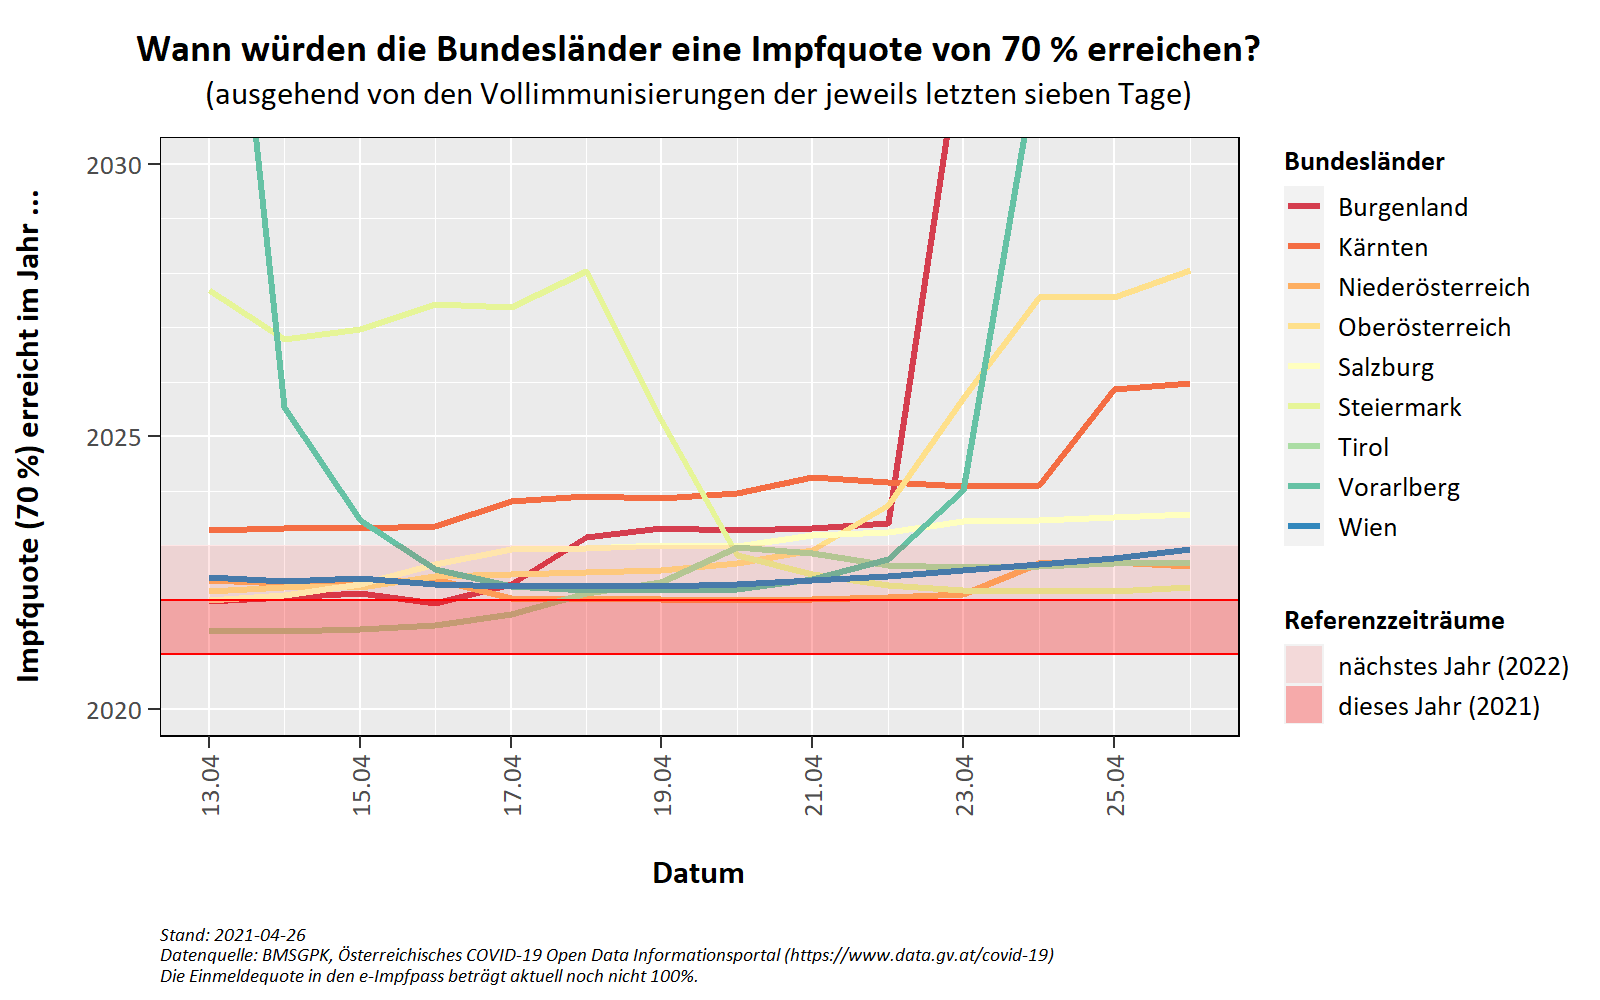 Wann würden die Bundesländer eine Impfquote von 70 % erreichen?
(ausgehend von den Vollimmunisierungen der jeweils letzten sieben Tage)
Impfquote (70 %) erreicht im Jahr ...
2030
2025
2020
13.04
15.04
17.04
19.04
21.04
23.04
25.04
Datum
Bundesländer
Burgenland
Kärnten
Niederösterreich
Oberösterreich
Salzburg
Steiermark
Tirol
Vorarlberg
Wien
Referenzzeiträume
nächstes Jahr (2022)
dieses Jahr (2021)
Stand: 2021-04-26
Datenquelle: BMSGPK, Österreichisches COVID-19 Open Data Informationsportal (https://www.data.gv.at/covid-19)
Die Einmeldequote in den e-Impfpass beträgt aktuell noch nicht 100%.